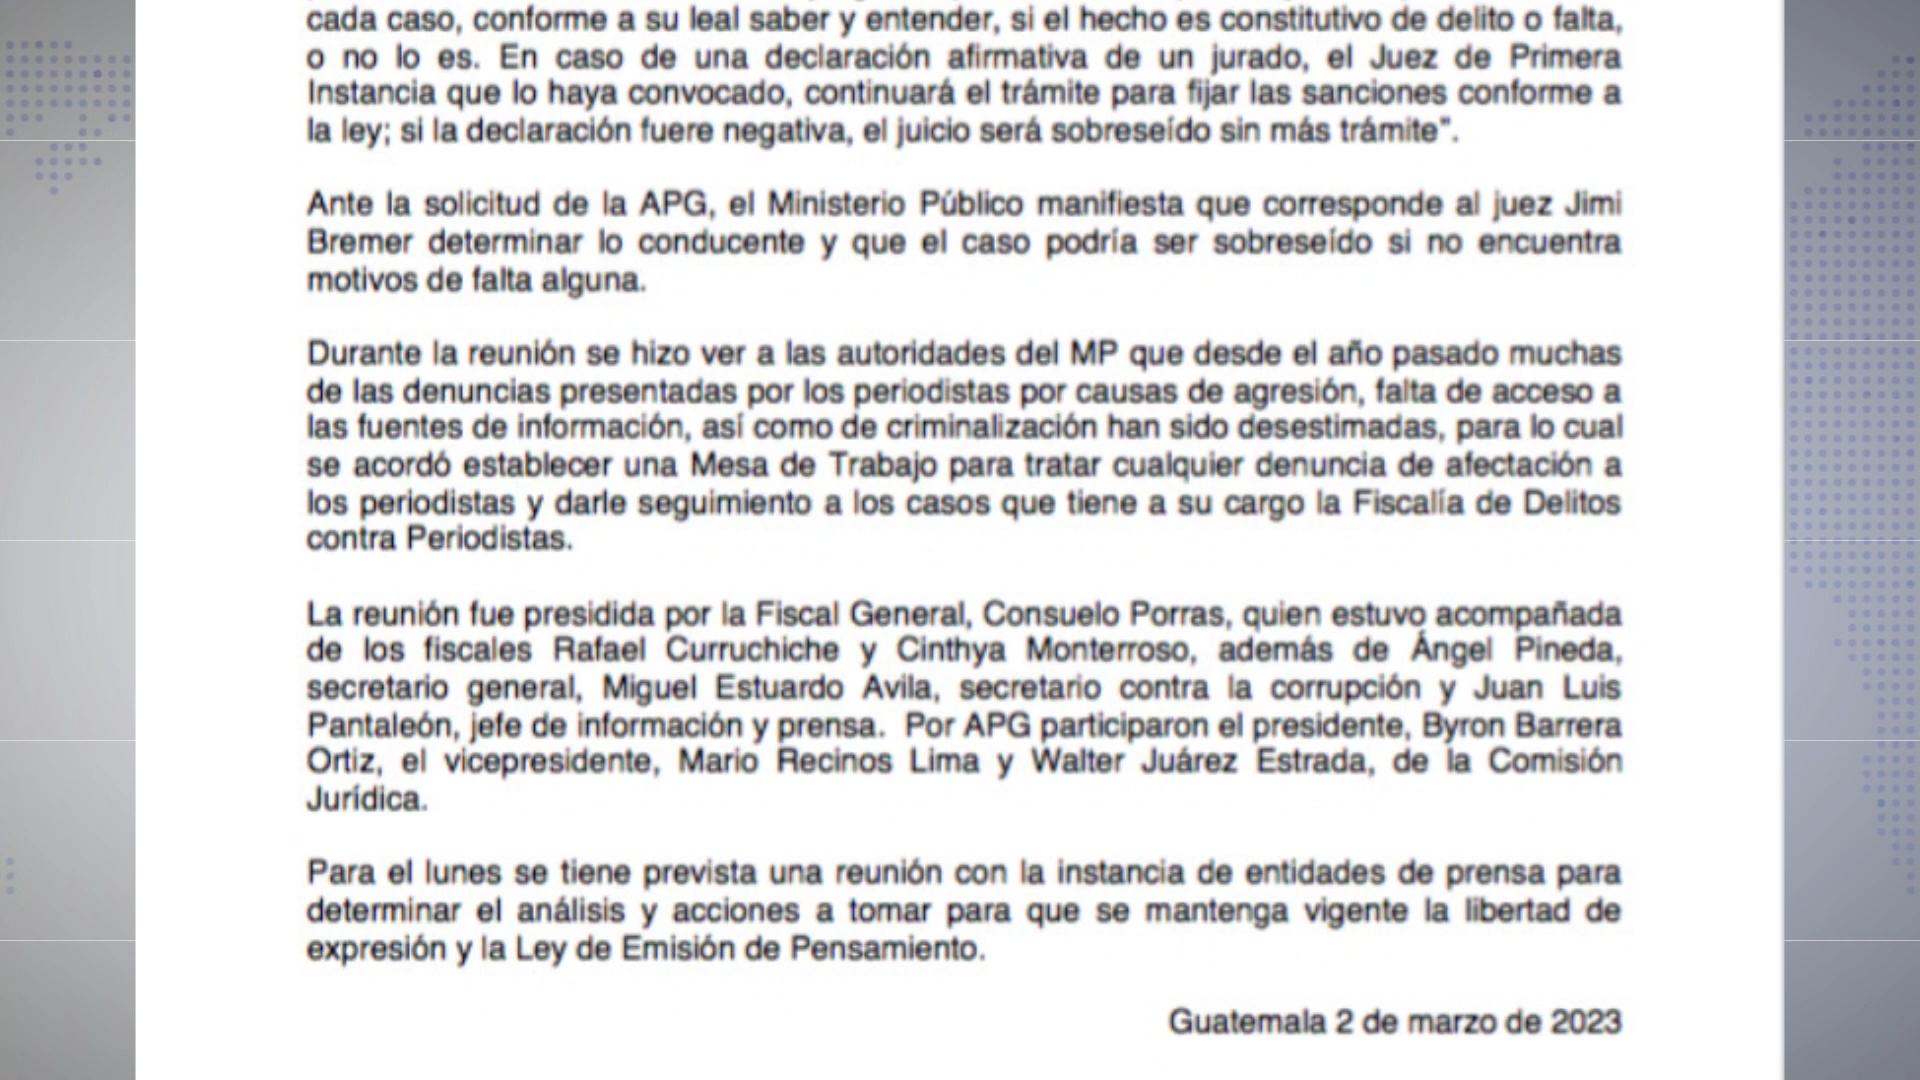 cada caso, conforme a su leal saber y entender, si el hecho es constitutivo de delito o falta,
o no lo es. En caso de una declaración afirmativa de un jurado, el Juez de Primera
Instancia que lo haya convocado, continuará el trámite para fijar las sanciones conforme a
la ley; si la declaración fuere negativa, el juicio será sobreseído sin más trámite".
Ante la solicitud de la APG, el Ministerio Público manifiesta que corresponde al juez Jimi
Bremer determinar lo conducente y que el caso podría ser sobreseído si no encuentra
motivos de falta alguna.
Durante la reunión se hizo ver a las autoridades del MP que desde el año pasado muchas
de las denuncias presentadas por los periodistas por causas de agresión, falta de acceso a
las fuentes de información, así como de criminalización han sido desestimadas, para lo cual
se acordó establecer una Mesa de Trabajo para tratar cualquier denuncia de afectación a
los periodistas y darle seguimiento a los casos que tiene a su cargo la Fiscalía de Delitos
contra Periodistas.
La reunión fue presidida por la Fiscal General, Consuelo Porras, quien estuvo acompañada
de los fiscales Rafael Curruchiche y Cinthya Monterroso, además de Ángel Pineda,
secretario general, Miguel Estuardo Avila, secretario contra la corrupción y Juan Luis
Pantaleón, jefe de información y prensa. Por APG participaron el presidente, Byron Barrera
Ortiz, el vicepresidente, Mario Recinos Lima y Walter Juárez Estrada, de la Comisión
Jurídica.
Para el lunes se tiene prevista una reunión con la instancia de entidades de prensa para
determinar el análisis y acciones a tomar para que se mantenga vigente la libertad de
expresión y la Ley de Emisión de Pensamiento.
Guatemala 2 de marzo de 2023